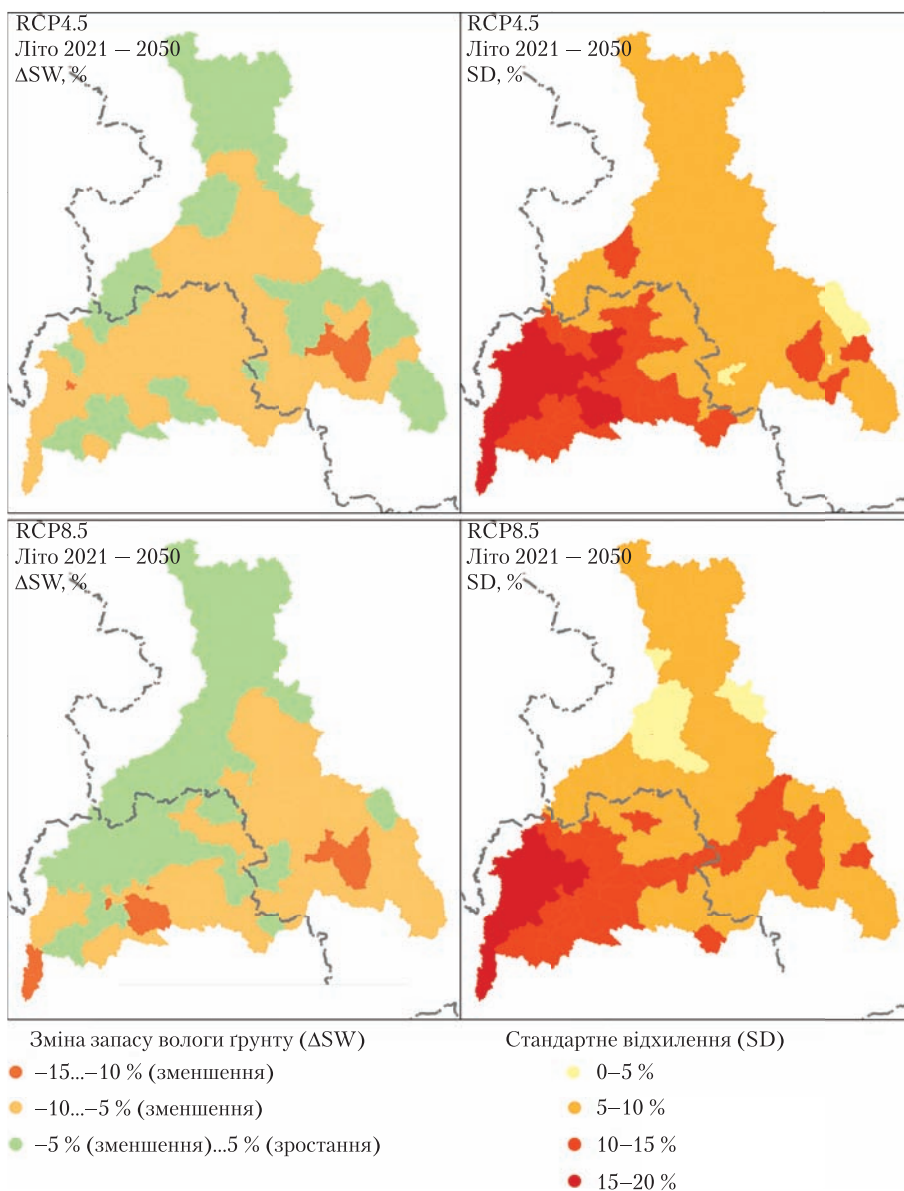 RCP4.5
Літо 2021 — 2050
ΔSW, %
RCP4.5
Літо 2021 — 2050
SD, %
RCP8.5
Літо 2021 — 2050
ΔSW, %
RCP8.5
Літо 2021 — 2050
SD, %
Зміна запасу вологи ґрунту (ΔSW)
−15...−10 % (зменшення)
−10...−5 % (зменшення)
−5 % (зменшення)...5 % (зростання)
Стандартне відхилення (SD)
0–5 %
5–10 %
10–15 %
15–20 %